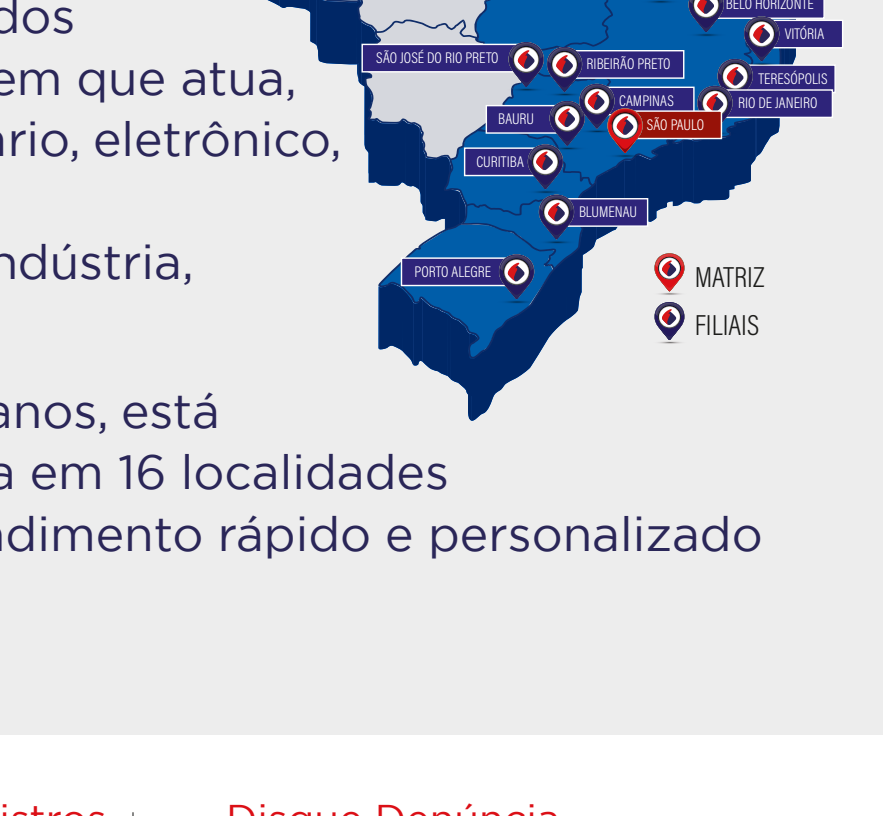 dos
em que atua,
rio, eletrônico,
ndústria,
anos, está
a em 16 localidades
dimento rápido e personalizado
BELO HORIZONTE
VITÓRIA
SÃO JOSÉ DO RIO PRETO
RIBEIRÃO PRETO
TERESÓPOLIS
CAMPINAS
RIO DE JANEIRO
BAURU
SÃO PAULO
CURITIBA
BLUMENAU
PORTO ALEGRE
MATRIZ
FILIAIS
istros
Disque Denúncia